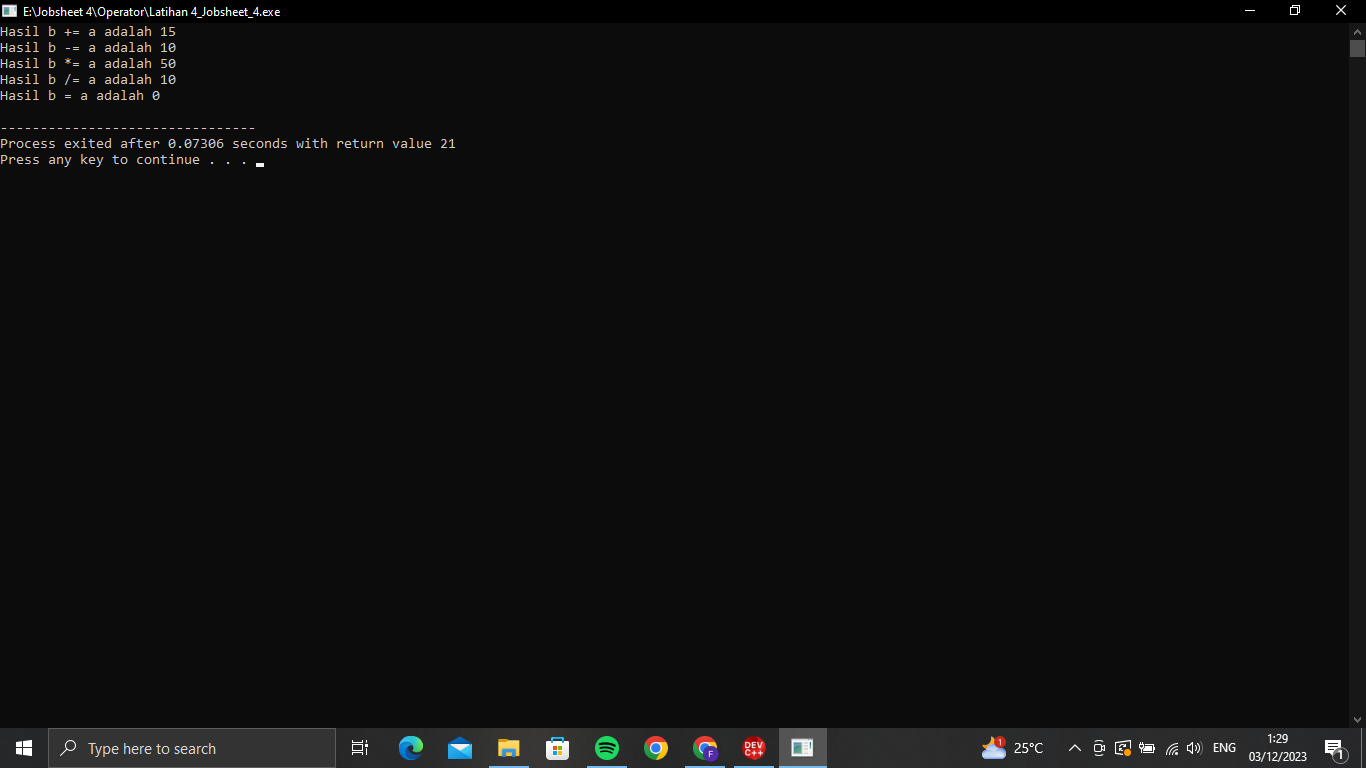 E:\Jobsheet 4\Operator\Latihan 4_Jobsheet_4.exe
Hasil b += a adalah 15
Hasil b -= a adalah 10
Hasil b *= a adalah 50
Hasil b /= a adalah 10
Hasil b = a adalah 0
--------------------------------
Process exited after 0.07306 seconds with return value 21
Press any key to continue . . .
Type here to search
F
DEV
C++
1
25°C
ENG
1:29
03/12/2023
1